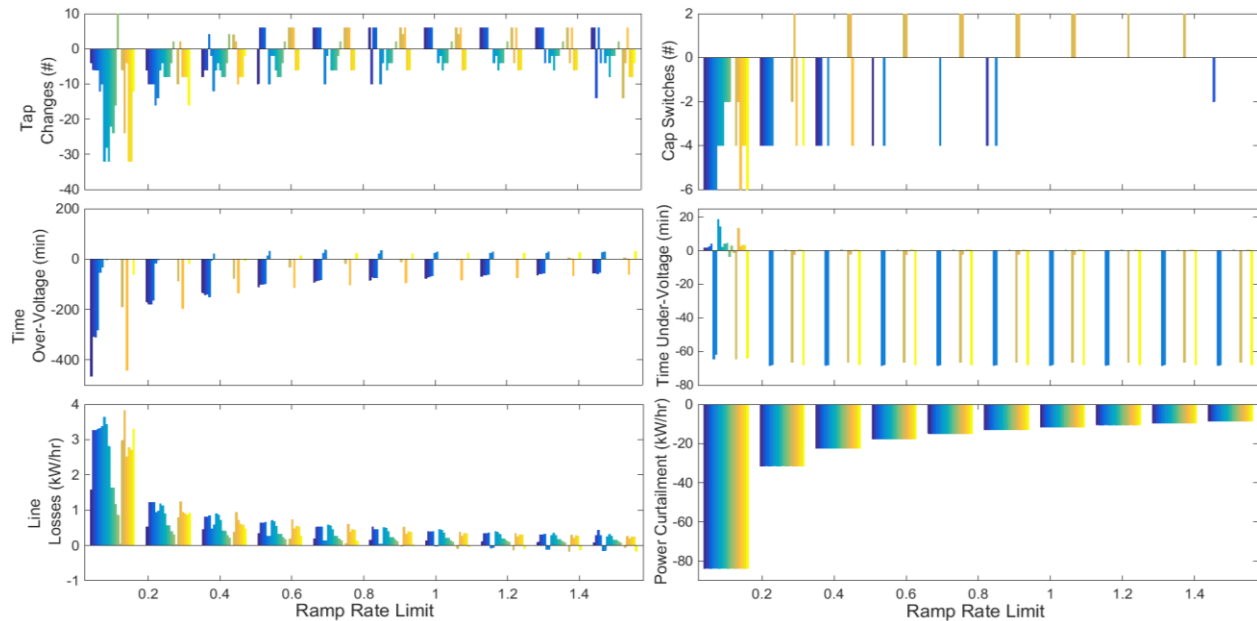 10
0
-10
-20
-30
-40
Tap
Changes (#)
2
0
-2
-4
-6
Cap Switches (#)
200
0
-200
-400
Time
Over-Voltage (min)
20
0
-20
-40
-60
-80
Time Under-Voltage (min)
4
3
2
1
0
-1
Line
Losses (kW/hr)
0.2 0.4 0.6 0.8 1 1.2 1.4
Ramp Rate Limit
0
-20
-40
-60
-80
Power Curtailment (kW/hr)
0.2 0.4 0.6 0.8 1 1.2 1.4
Ramp Rate Limit